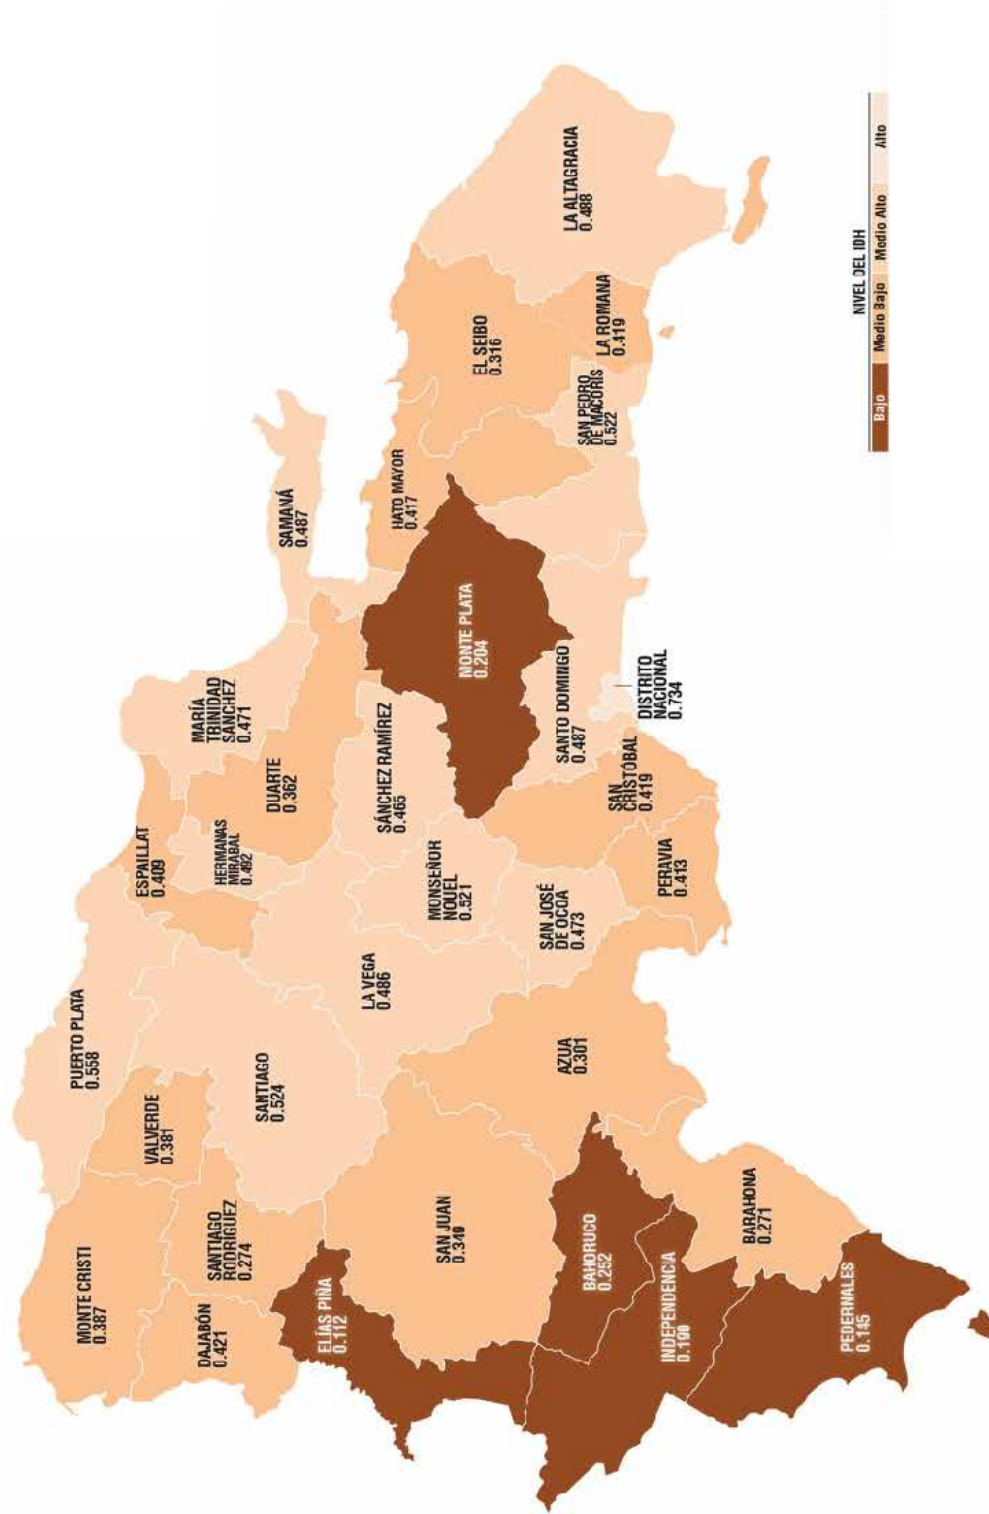 PUERTO PLATA
0.558
MONTE CRISTI
0.387
VALVERDE
0.381
ESPAILLAT
0.409
MARÍA
TRINIDAD
SÁNCHEZ
0.471
DAJABÓN
0.421
SANTIAGO
RODRÍGUEZ
0.274
SANTIAGO
0.524
HERMANAS
MIRABAL
0.492
DUARTE
0.362
SAMANÁ
0.487
ELÍAS PIÑA
0.112
SAN JUAN
0.349
LA VEGA
0.486
MONSEÑOR
NOUEL
0.521
SÁNCHEZ RAMÍREZ
0.465
MONTE PLATA
0.204
HATO MAYOR
0.417
EL SEIBO
0.316
LA ALTAGRACIA
0.488
LA ROMANA
0.419
SAN PEDRO
DE MACORÍS
0.522
AZUA
0.301
SAN JOSÉ
DE OCOA
0.473
SANTO DOMINGO
0.487
SAN
CRISTÓBAL
0.419
DISTRITO
NACIONAL
0.734
PERAVIA
0.413
BAHORUCO
0.252
INDEPENDENCIA
BARAHONA
0.271
PEDERNALES
0.145
NIVEL DEL IDH
Bajo Medio Bajo Medio Alto Alto